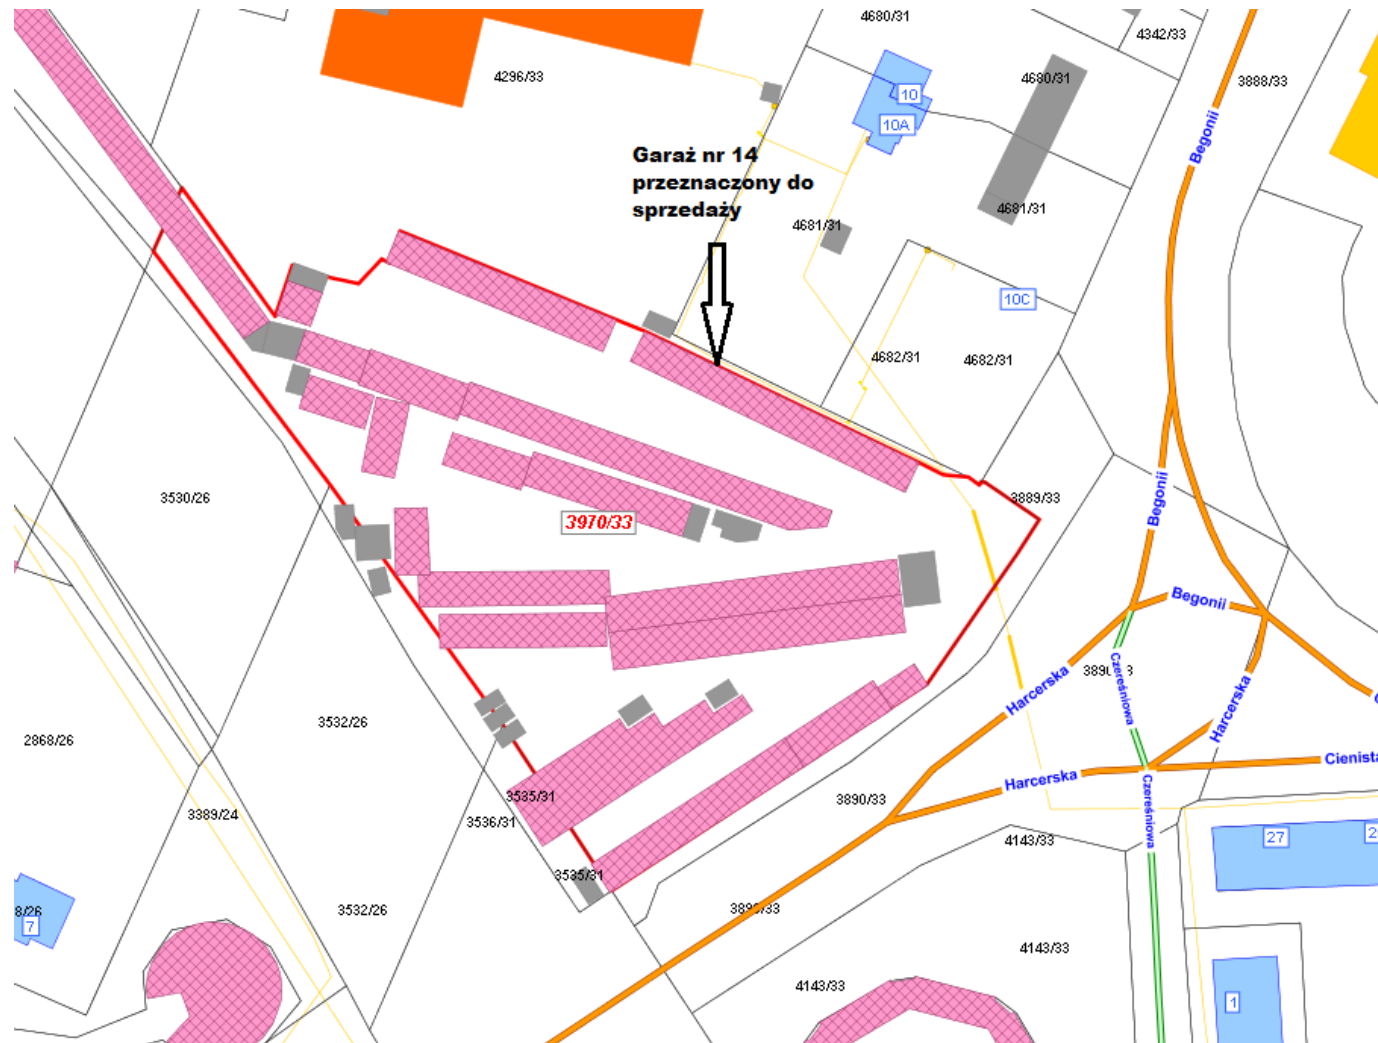 4680/31
4342/33
4296/33
4680/31
3888/33
10
10A
Begonii
Garaż nr 14
przeznaczony do
sprzedaży
4681/31
4681/31
10C
4682/31
4682/31
3530/26
3970/33
3889/33
Begonii
Begonii
Harcerska
Czereśniowa
Harcerska
3532/26
2868/26
Cienista
Harcerska
3535/31
3536/31
3890/33
3389/24
Czereśniowa
27
4143/33
3535/31
3532/26
7
4143/33
4143/33
1